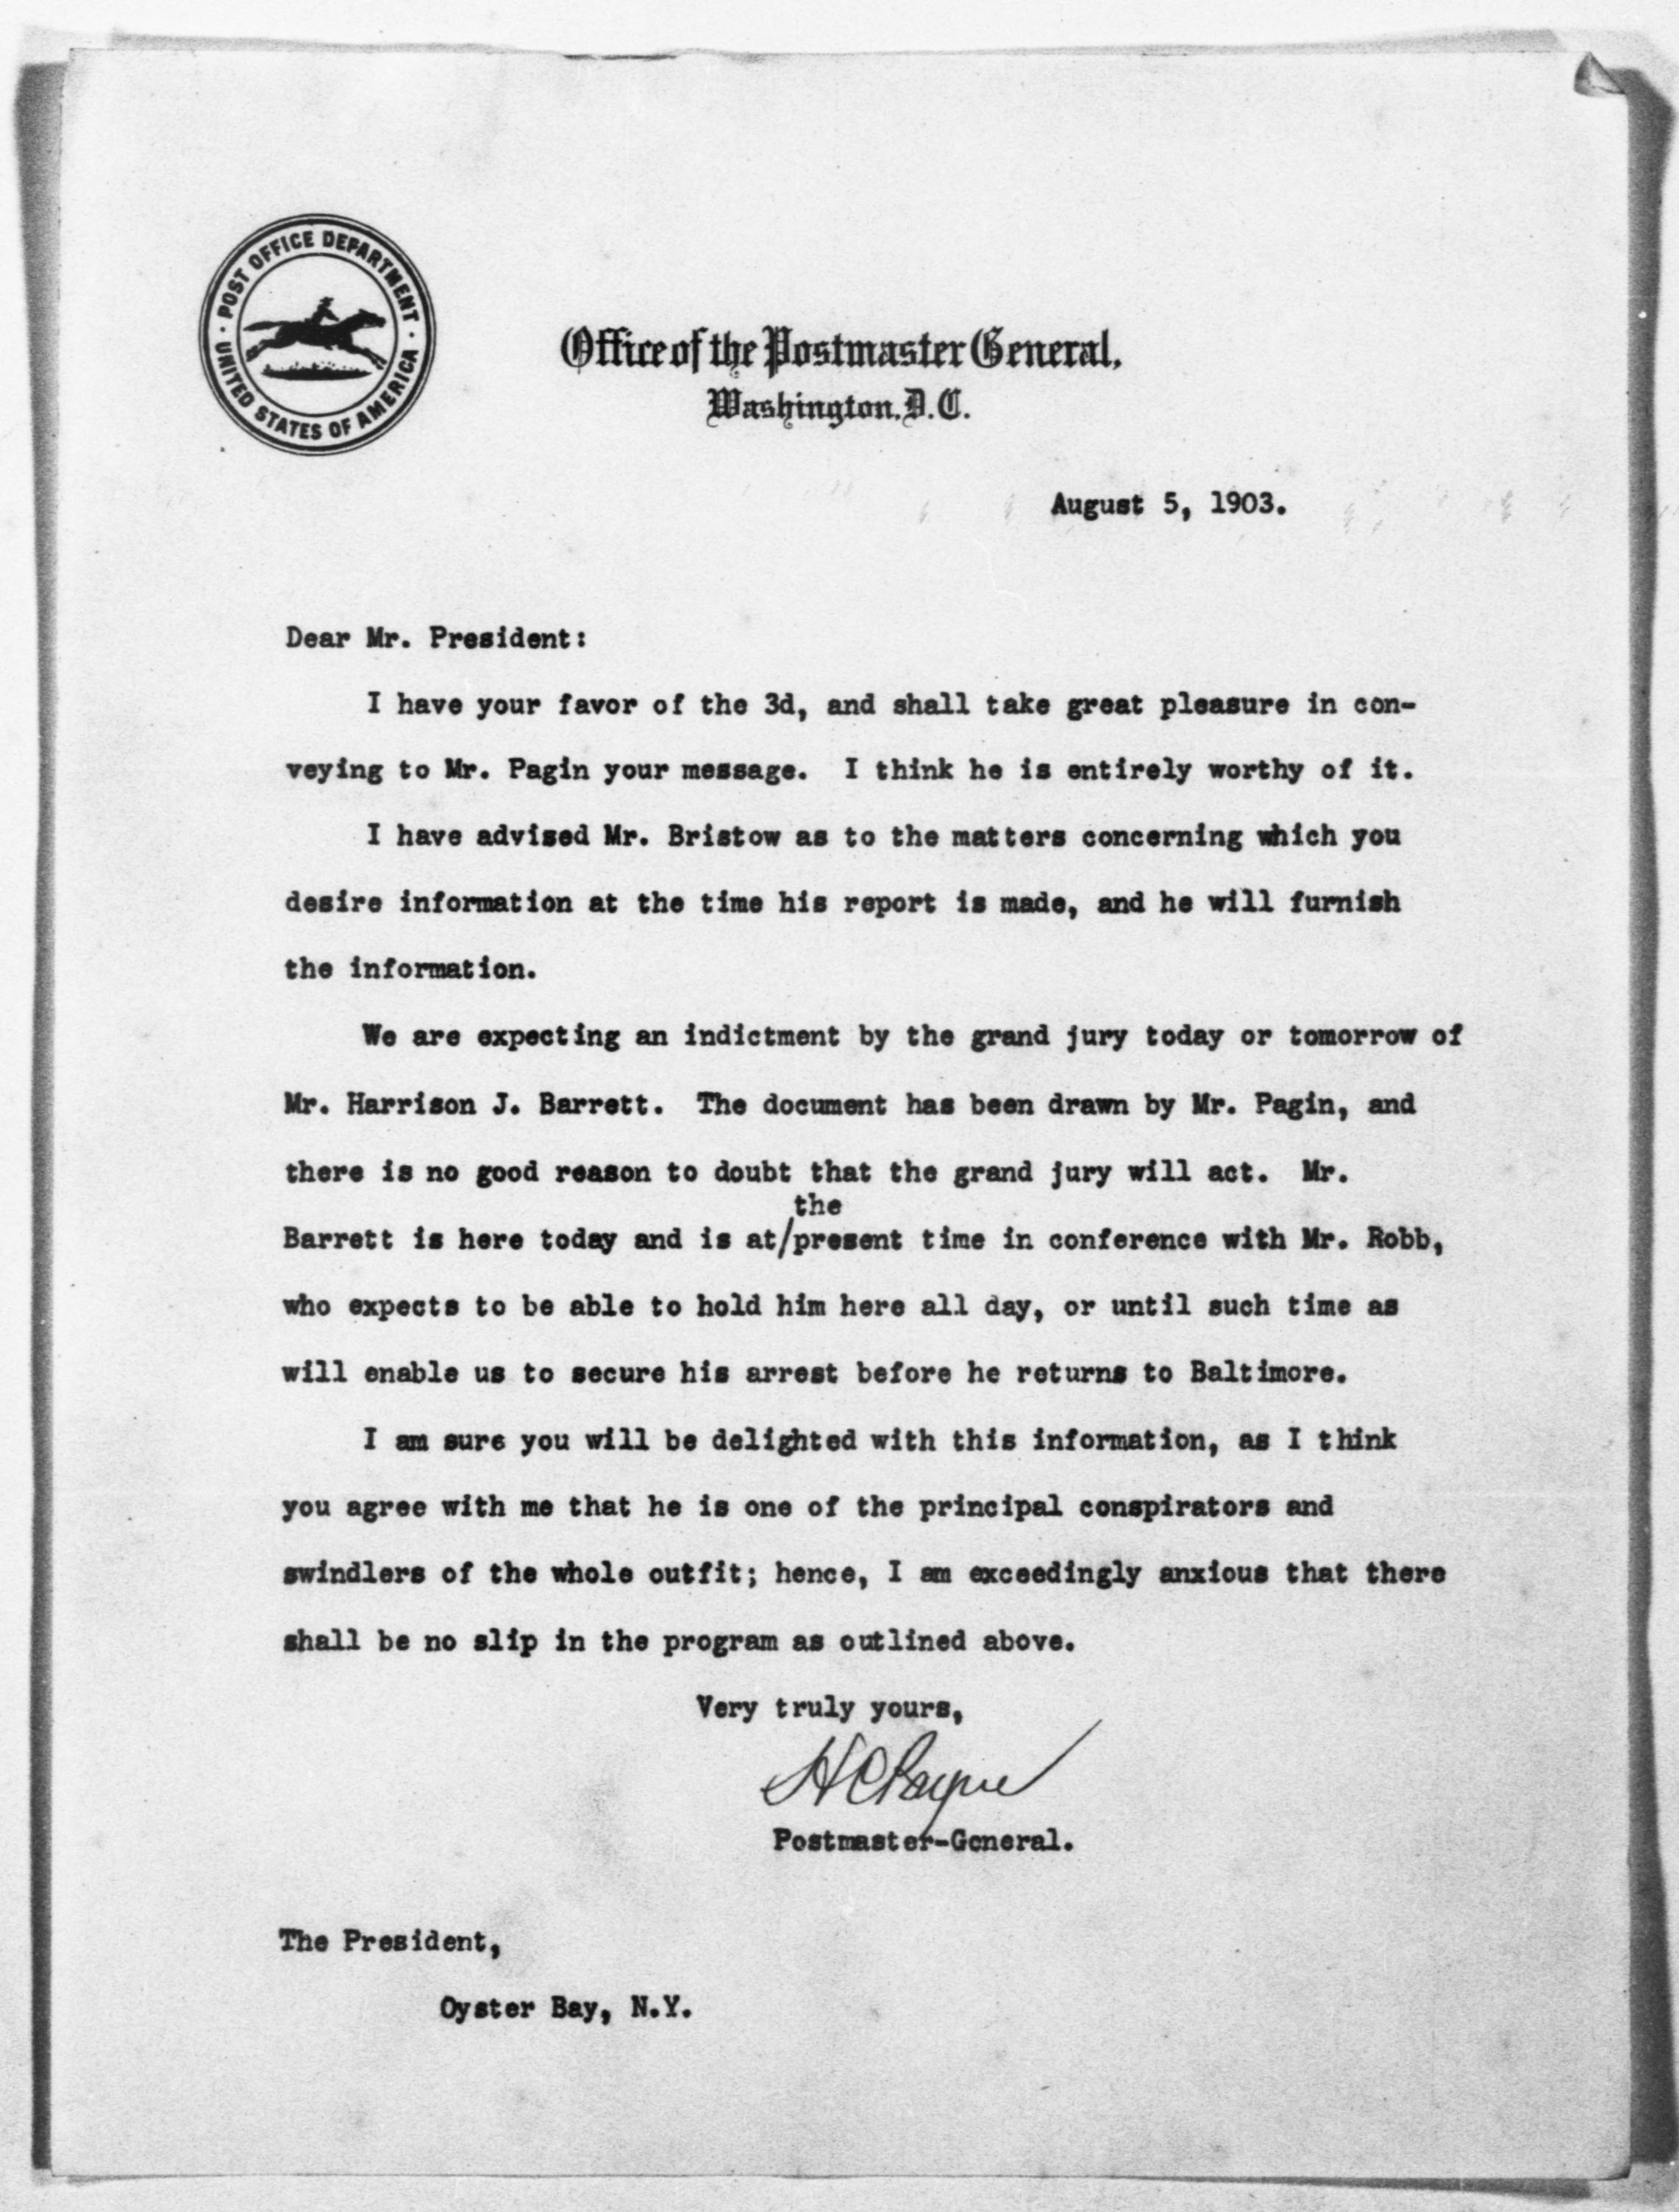 POST OFFICE DEPARTMENT
UNITED STATES OF AMERICA
Office of the Postmaster General,
Washington, D.C.
August 5, 1903.
Dear Mr. President:
I have your favor of the 3d, and shall take great pleasure in con-
veying to Mr. Pagin your message. I think he is entirely worthy of it.
I have advised Mr. Bristow as to the matters concerning which you
desire information at the time his report is made, and he will furnish
the information.
We are expecting an indictment by the grand jury today or tomorrow of
Mr. Harrison J. Barrett. The document has been drawn by Mr. Pagin, and
there is no good reason to doubt that the grand jury will act. Mr.
the
Barrett is here today and is at/present time in conference with Mr. Robb,
who expects to be able to hold him here all day, or until such time as
will enable us to secure his arrest before he returns to Baltimore.
I am sure you will be delighted with this information, as I think
you agree with me that he is one of the principal conspirators and
swindlers of the whole outfit; hence, I am exceedingly anxious that there
shall be no slip in the program as outlined above.
Very truly yours,
H C Payne
Postmaster-General.
The President,
Oyster Bay, N.Y.